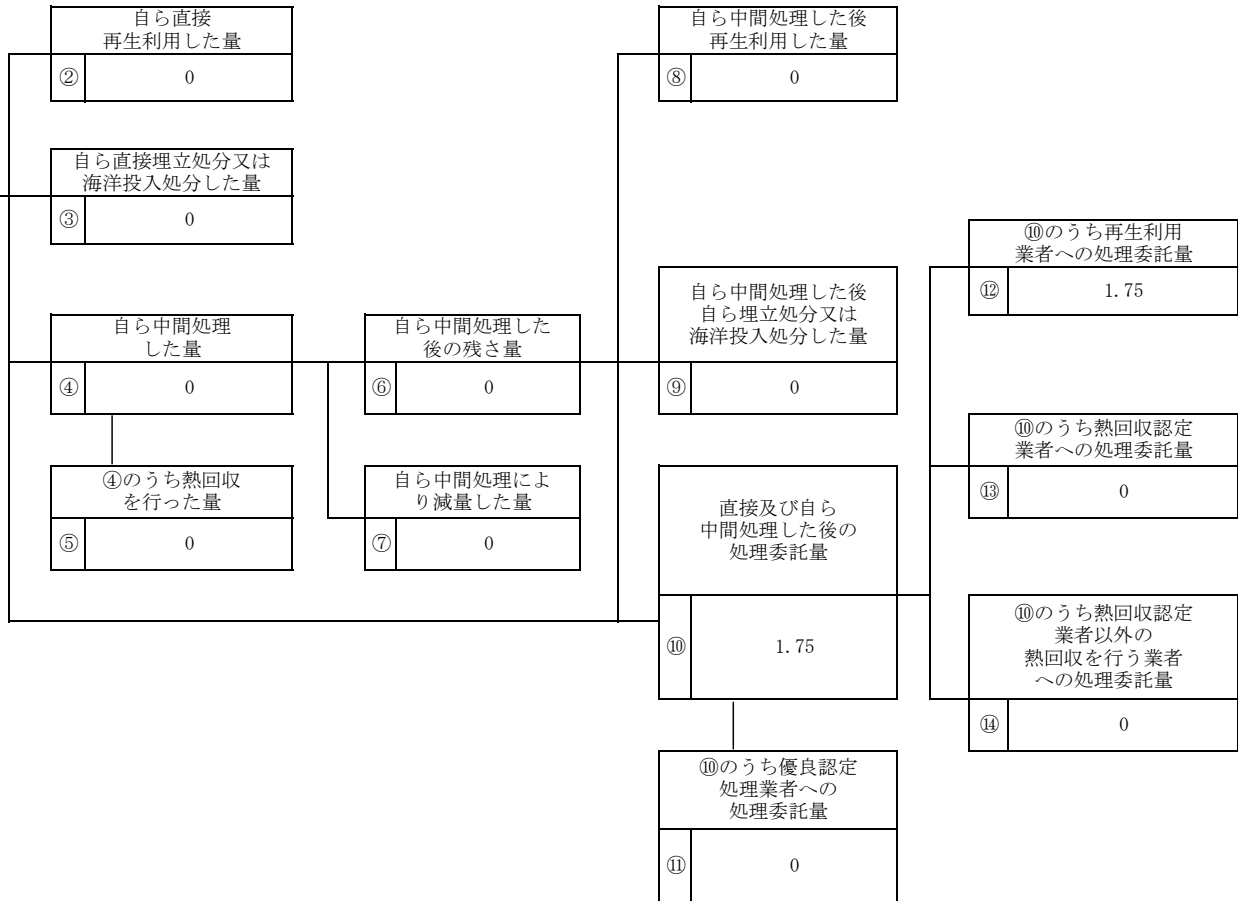 自ら直接
再生利用した量
② 0
自ら直接埋立処分又は
海洋投入処分した量
③ 0
自ら中間処理
した量
④ 0
④のうち熱回収
を行った量
⑤ 0
自ら中間処理した
後の残さ量
⑥ 0
自ら中間処理によ
り減量した量
⑦ 0
自ら中間処理した後
再生利用した量
⑧ 0
自ら中間処理した後
自ら埋立処分又は
海洋投入処分した量
⑨ 0
直接及び自ら
中間処理した後の
処理委託量
⑩ 1.75
⑩のうち優良認定
処理業者への
処理委託量
⑪ 0
⑩のうち再生利用
業者への処理委託量
⑫ 1.75
⑩のうち熱回収認定
業者への処理委託量
⑬ 0
⑩のうち熱回収認定
業者以外の
熱回収を行う業者
への処理委託量
⑭ 0